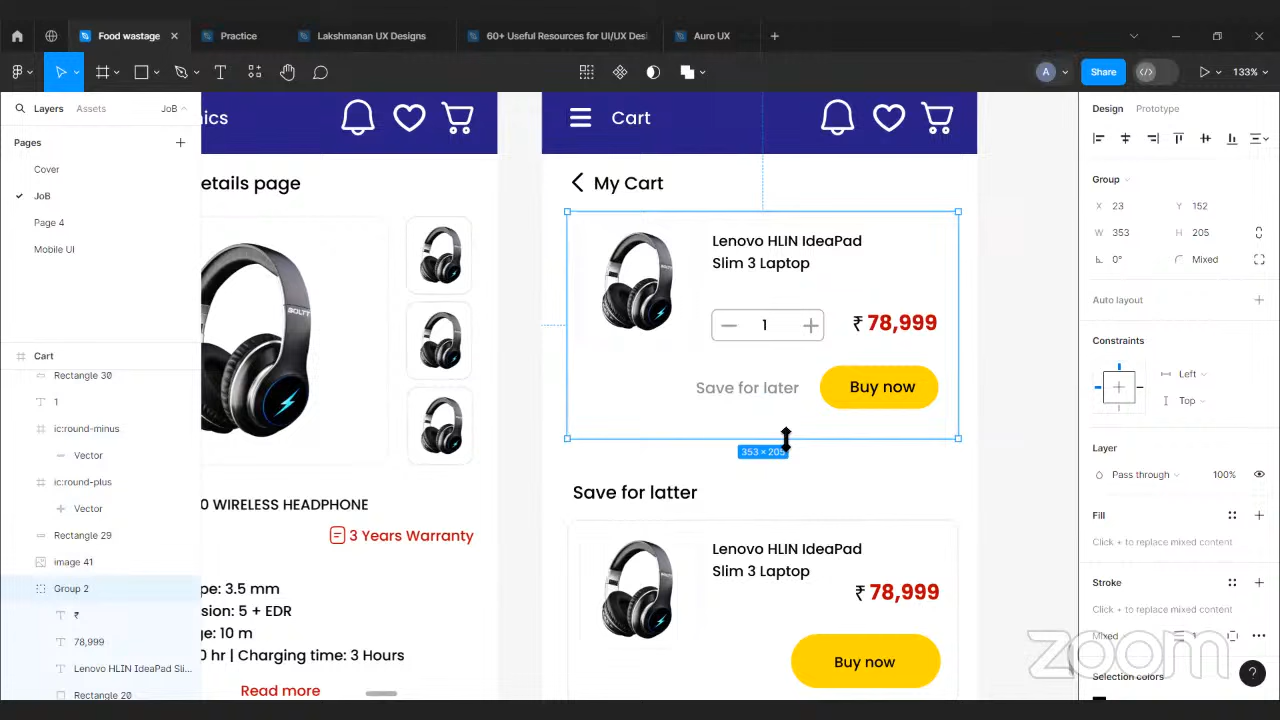 Food wastage
Practice
Lakshmanan UX Designs
60+ Useful Resources for UI/UX Desi
Auro UX
A
Share
133%
Layers
Assets
JoB
Pages
Cover
JoB
Page 4
Mobile UI
Cart
Rectangle 30
1
ic:round-minus
Vector
ic:round-plus
Vector
Rectangle 29
image 41
Group 2
₹
78,999
Lenovo HLIN IdeaPad Sli...
Rectangle 20
nics
etails page
0 WIRELESS HEADPHONE
3 Years Warranty
pe: 3.5 mm
sion: 5 + EDR
ge: 10 m
0 hr | Charging time: 3 Hours
Read more
Cart
My Cart
Lenovo HLIN IdeaPad
Slim 3 Laptop
1
₹ 78,999
Save for later
Buy now
353 × 205
Save for latter
Lenovo HLIN IdeaPad
Slim 3 Laptop
₹ 78,999
Buy now
Design
Prototype
Group
X 23
Y 152
W 353
H 205
0°
Mixed
Auto layout
Constraints
Left
Top
Layer
Pass through
100%
Fill
Click + to replace mixed content
Stroke
Click + to replace mixed content
Mixed
Selection colors
zoom
?